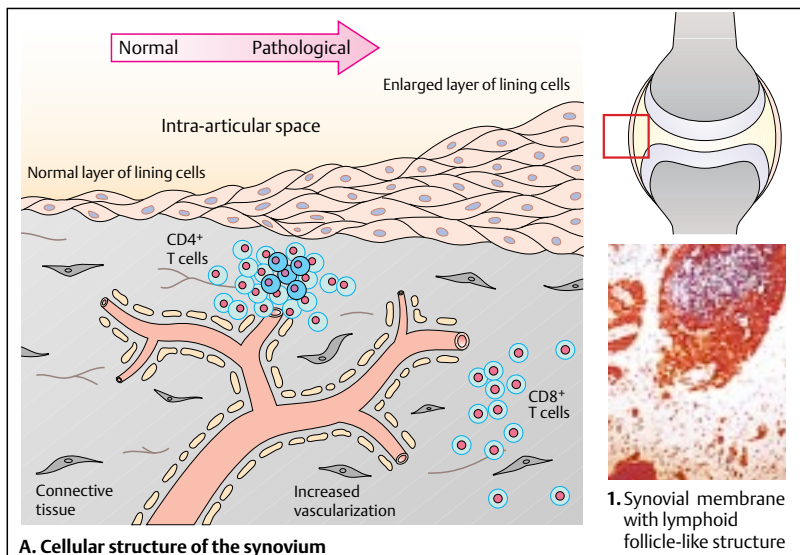 Normal
Pathological
Enlarged layer of lining cells
Intra-articular space
Normal layer of lining cells
CD4⁺
T cells
CD8⁺
T cells
Connective
tissue
Increased
vascularization
A. Cellular structure of the synovium
1. Synovial membrane
with lymphoid
follicle-like structure